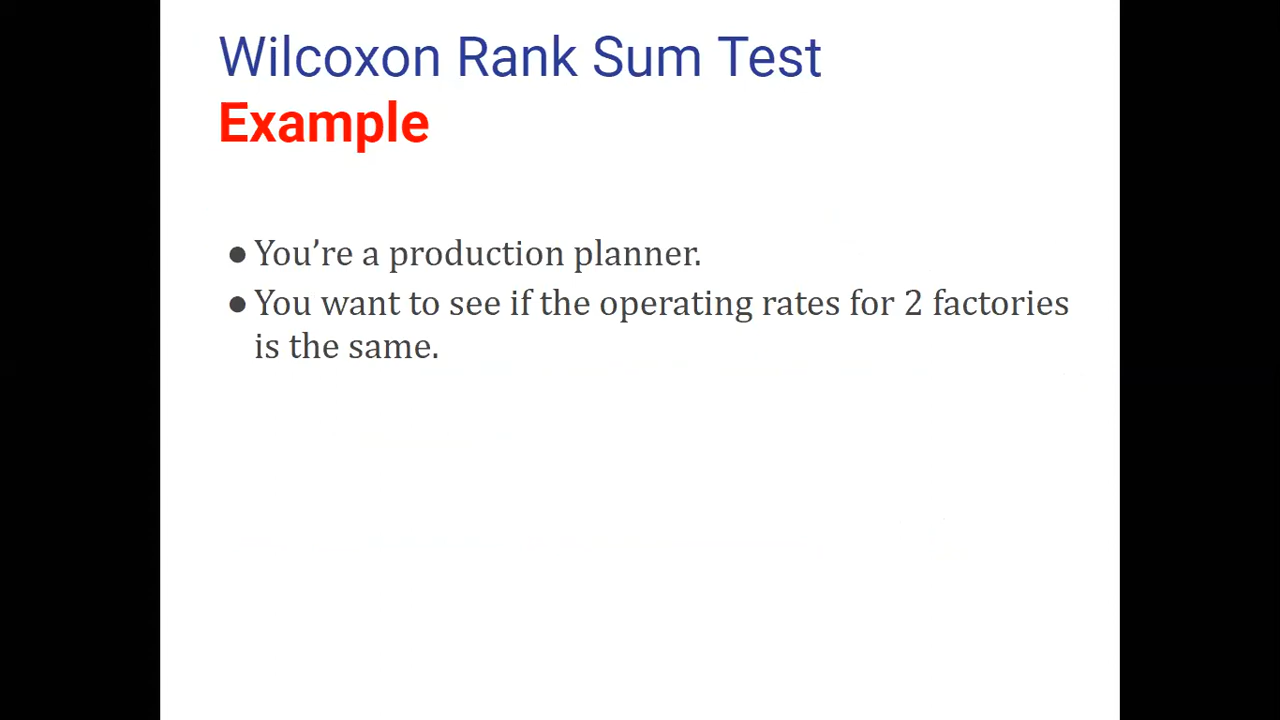 Wilcoxon Rank Sum Test
Example
● You’re a production planner.
● You want to see if the operating rates for 2 factories
is the same.